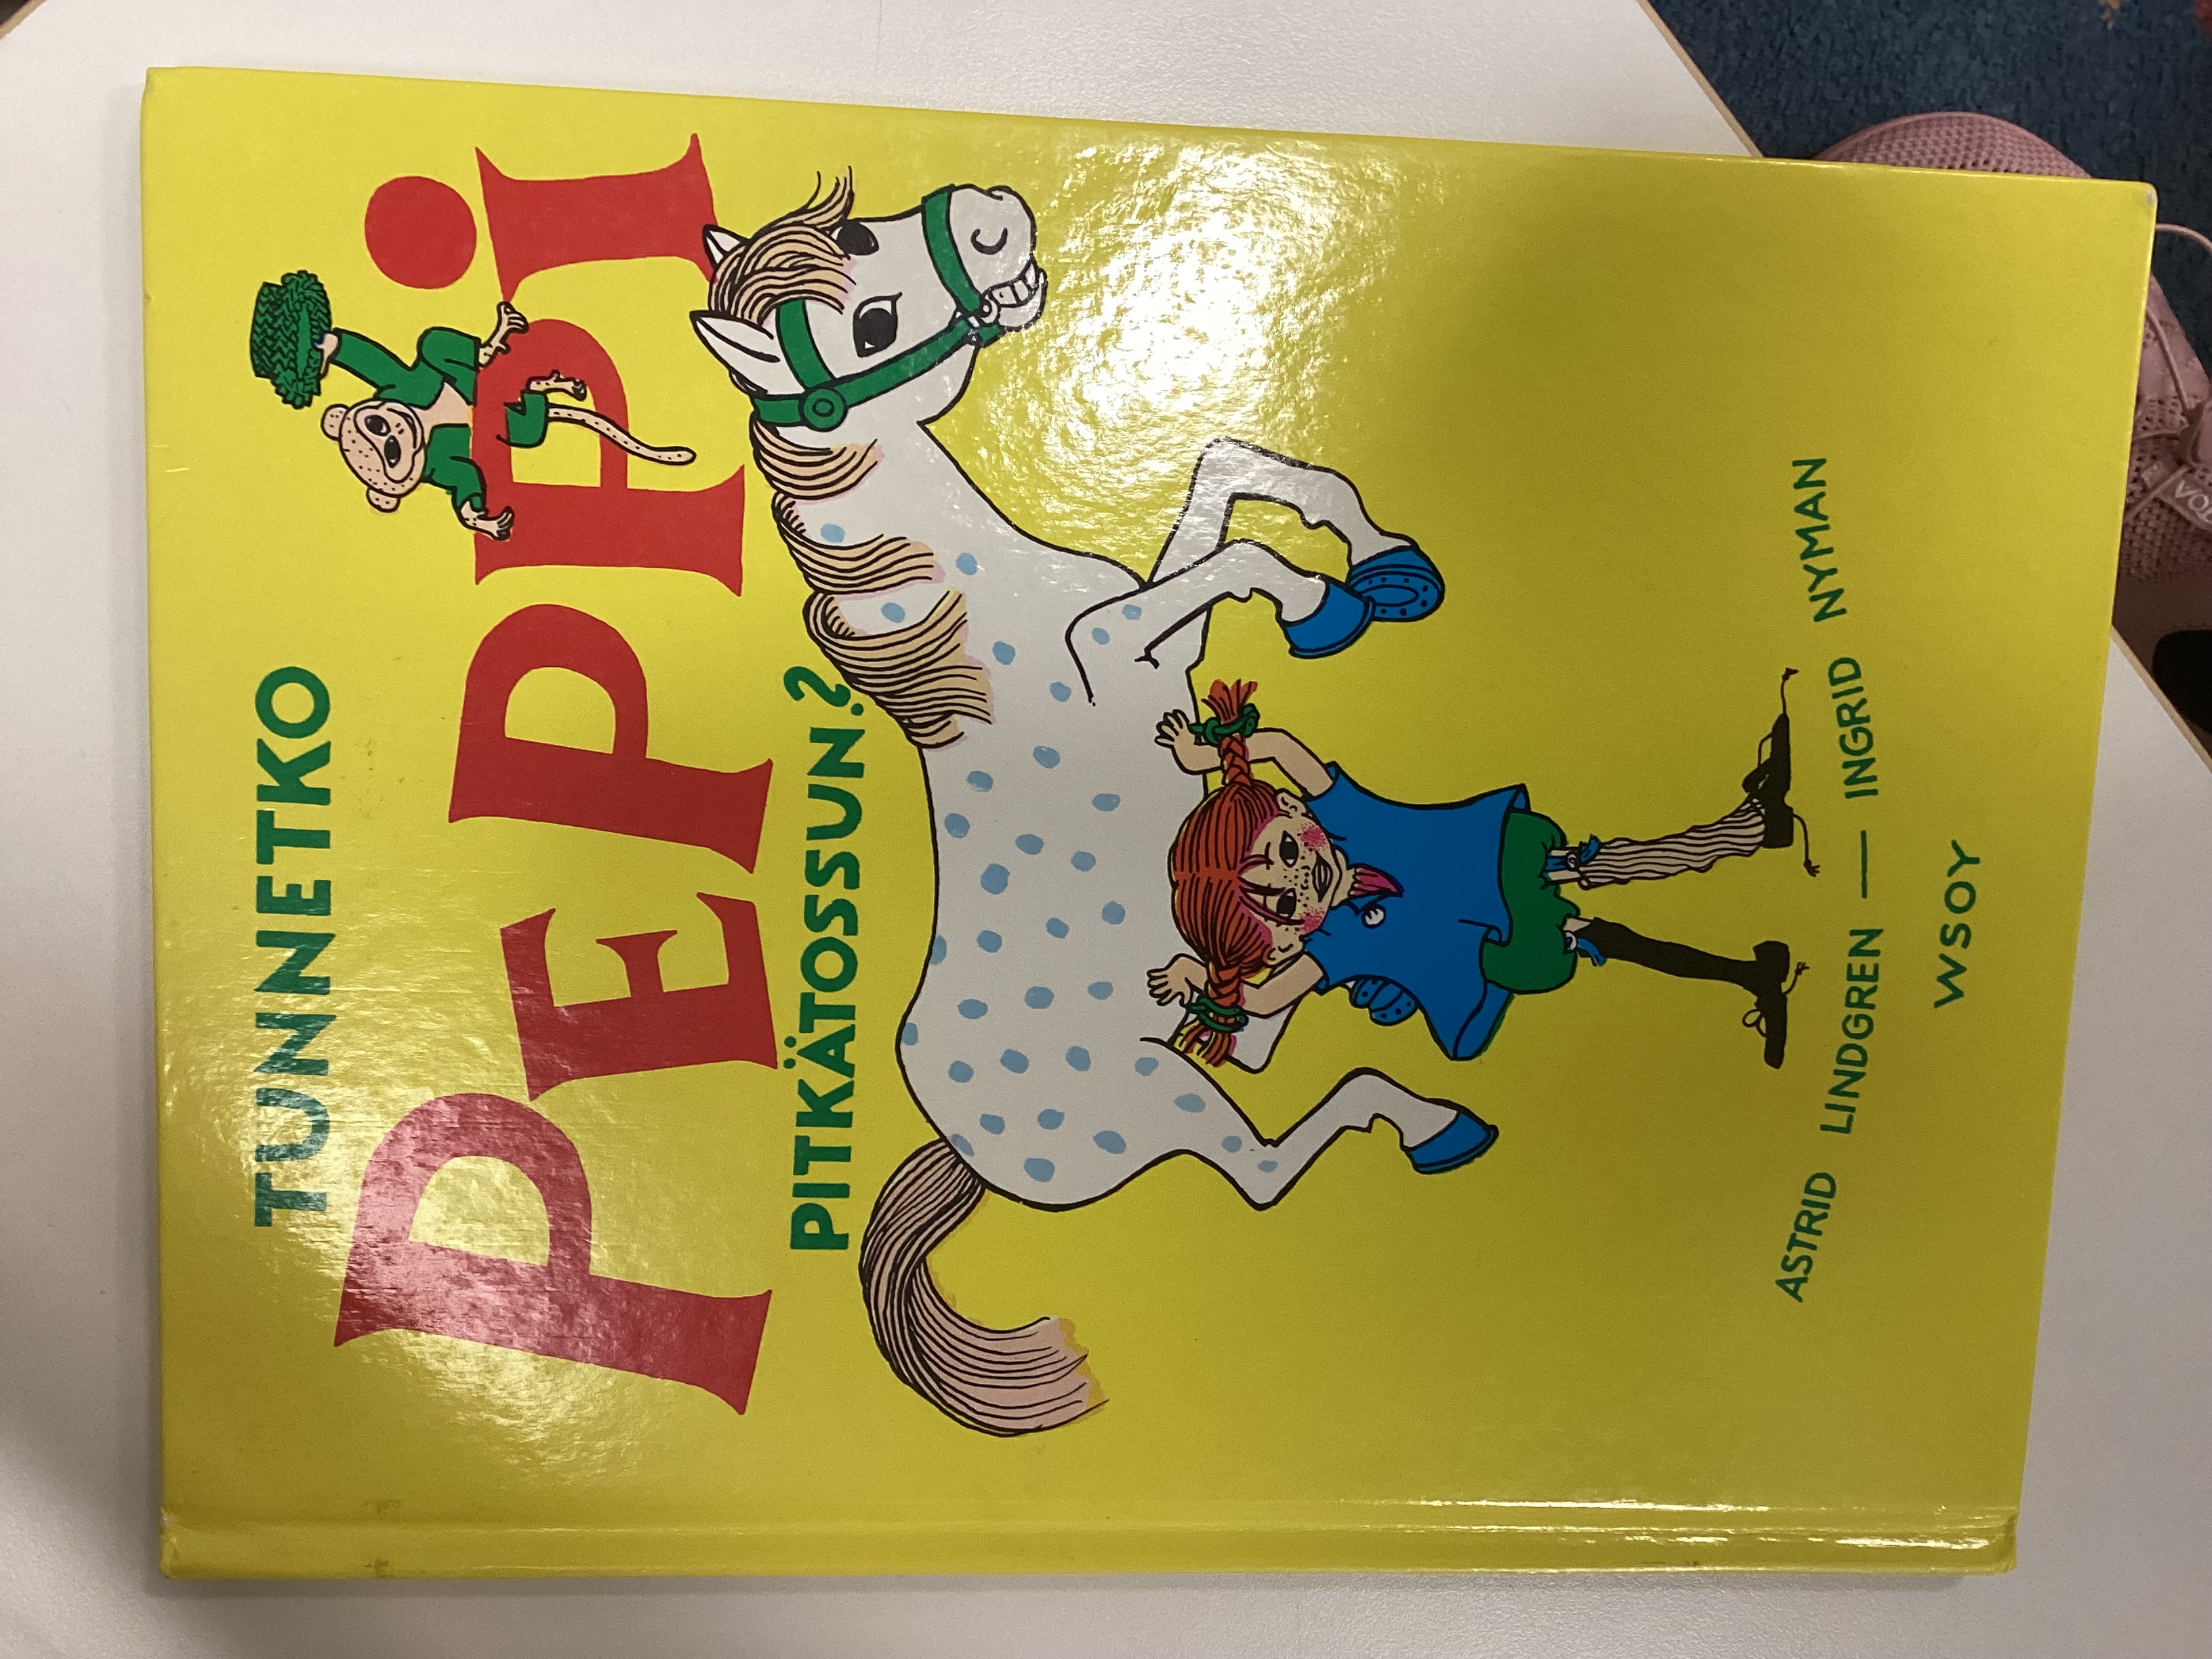 TUNNETKO
PEPPi
PITKÄTOSSUN?
ASTRID LINDGREN — INGRID NYMAN
WSOY